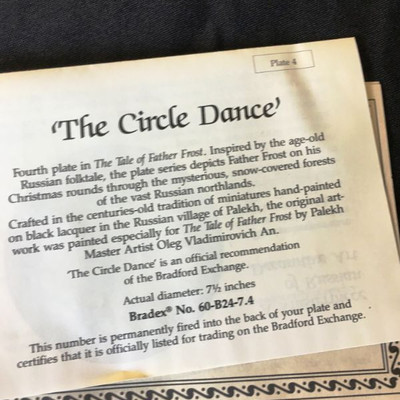 Plate 4
'The Circle Dance'
Fourth plate in The Tale of Father Frost. Inspired by the age-old
Russian folktale, the plate series depicts Father Frost on his
Christmas rounds through the mysterious, snow-covered forests
of the vast Russian northlands.
Crafted in the centuries-old tradition of miniatures hand-painted
on black lacquer in the Russian village of Palekh, the original art-
work was painted especially for The Tale of Father Frost by Palekh
Master Artist Oleg Vladimirovich An.
'The Circle Dance' is an official recommendation
of the Bradford Exchange.
Actual diameter: 7½ inches
Bradex® No. 60-B24-7.4
This number is permanently fired into the back of your plate and
certifies that it is officially listed for trading on the Bradford Exchange.